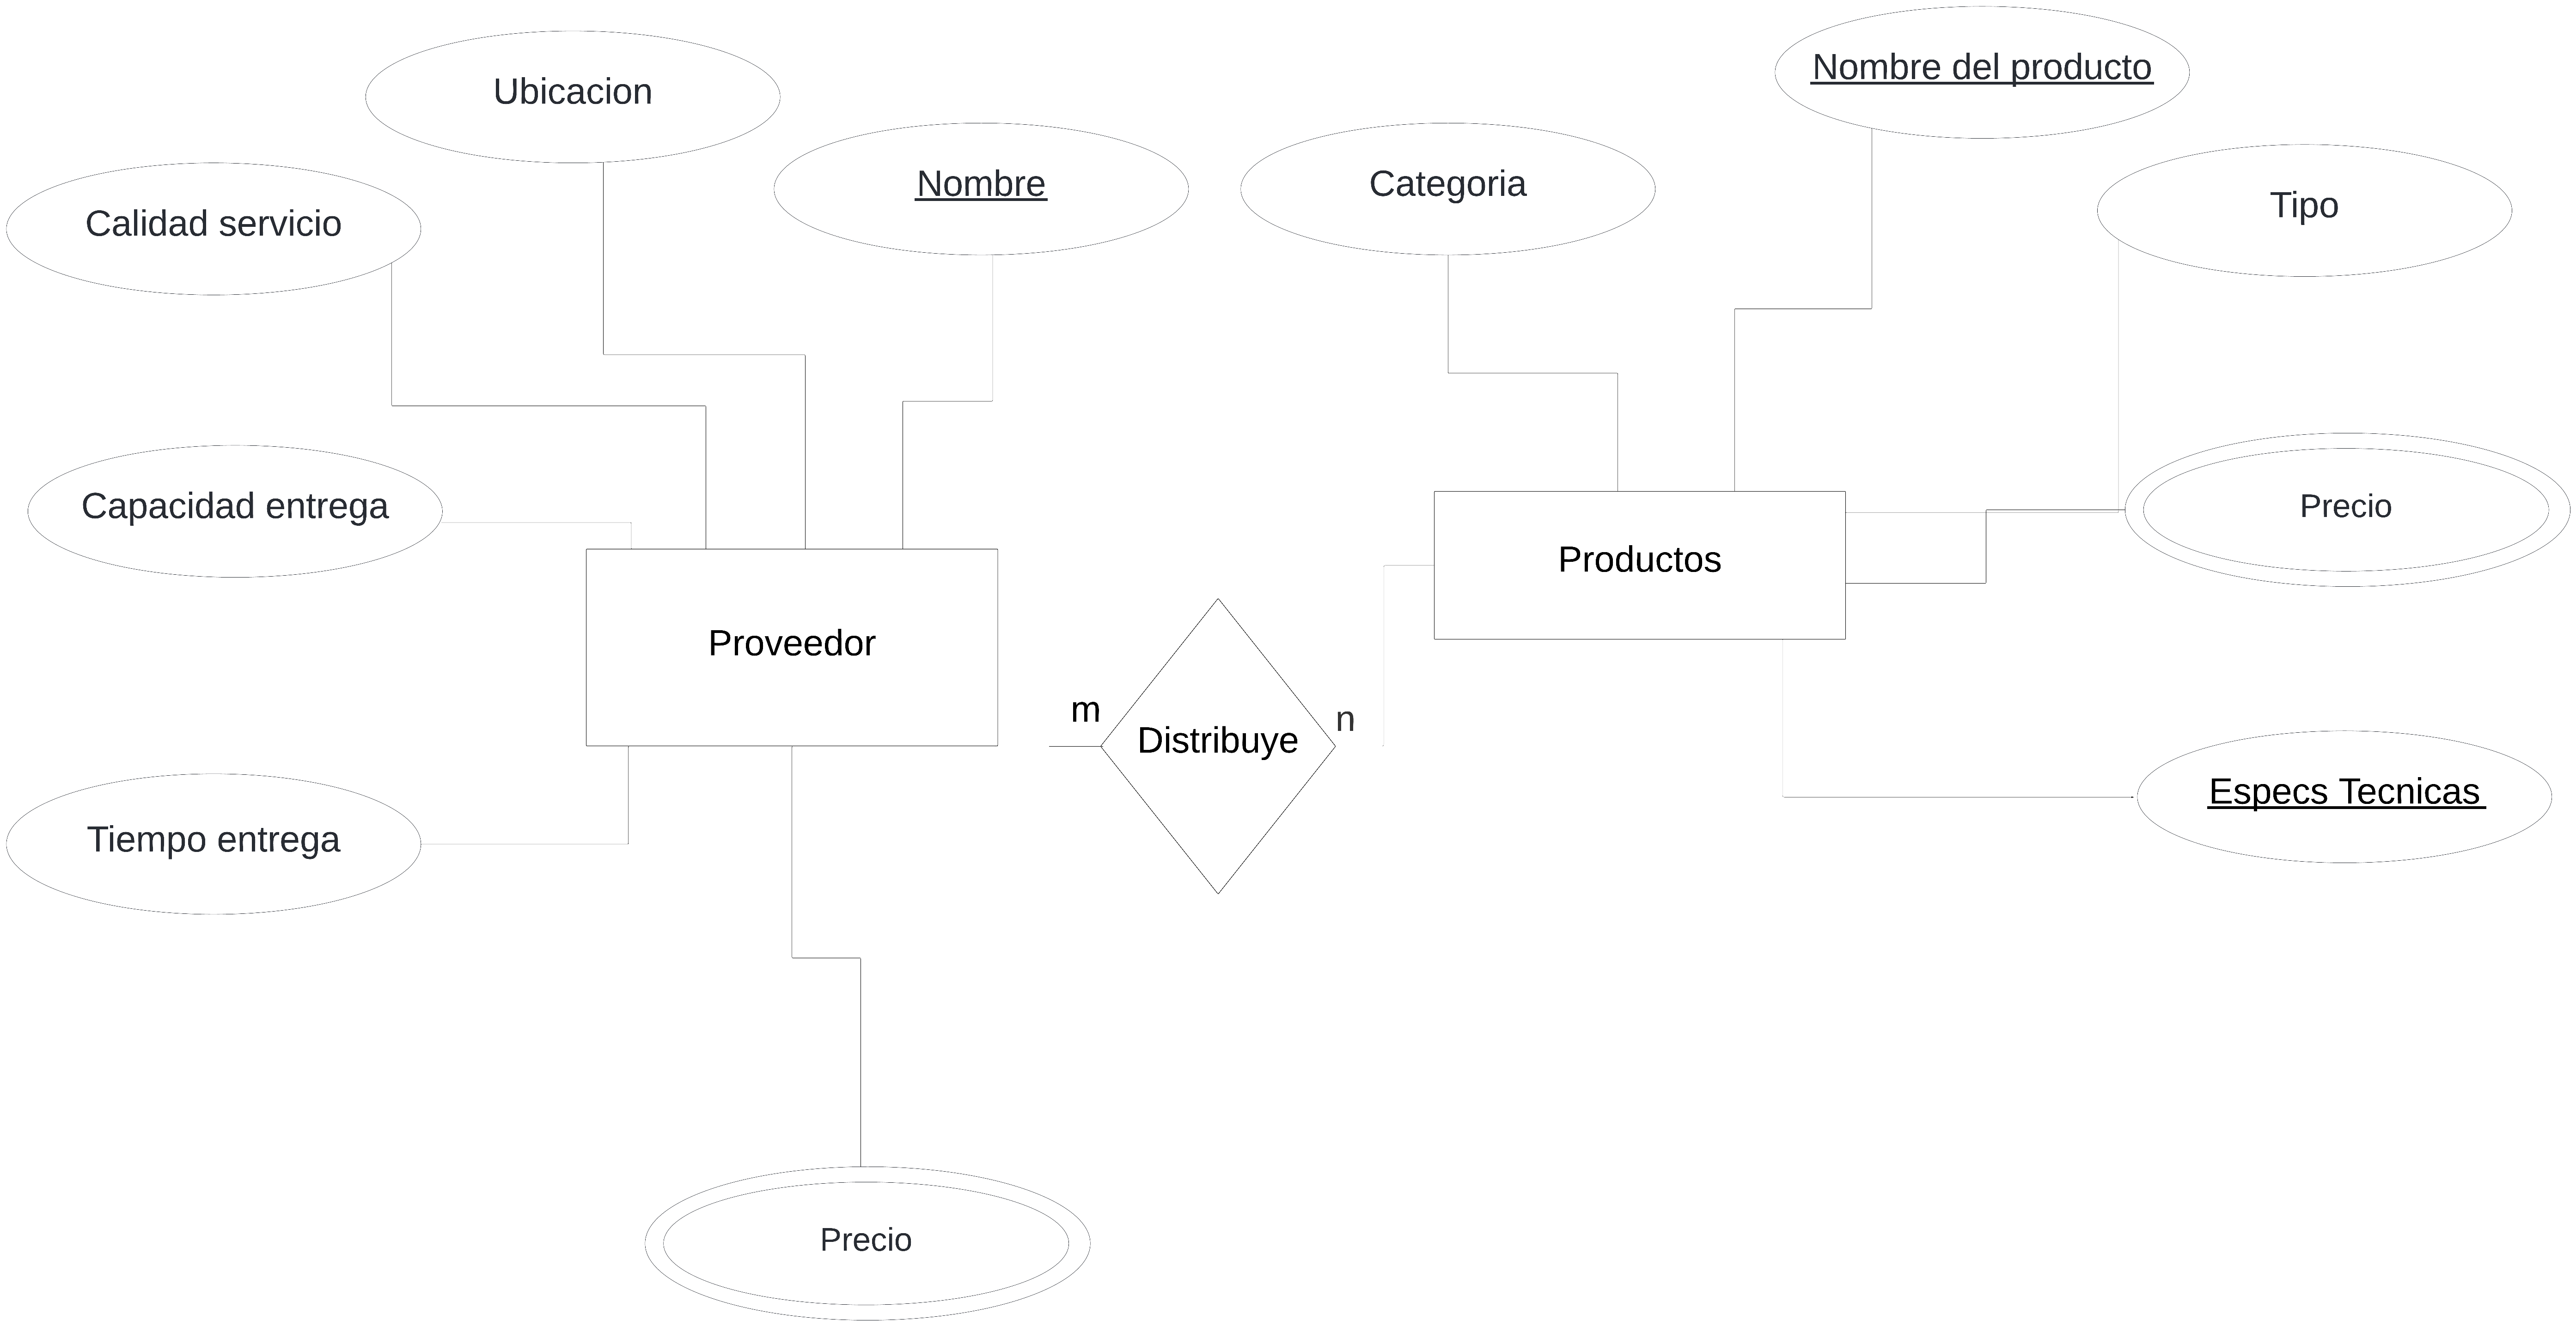 Nombre del producto
Ubicacion
Nombre
Categoria
Tipo
Calidad servicio
Capacidad entrega
Precio
Productos
Proveedor
m
n
Distribuye
Especs Tecnicas
Tiempo entrega
Precio